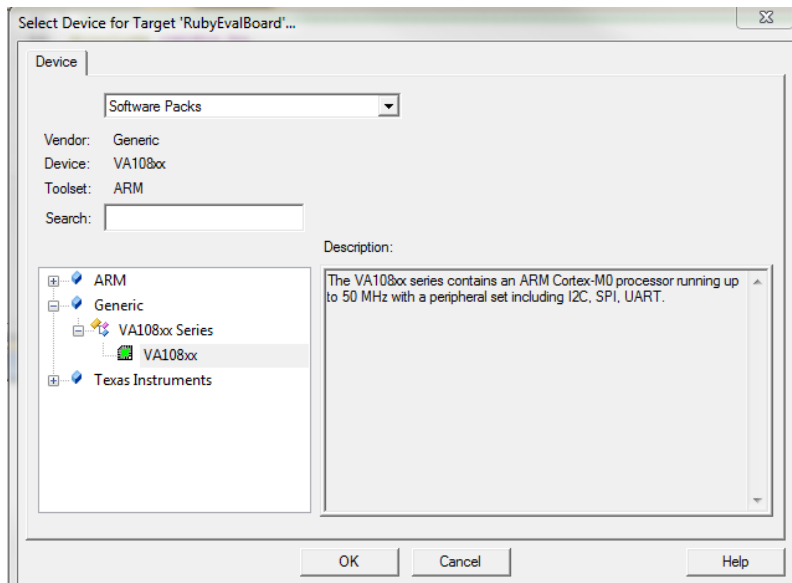 Select Device for Target 'RubyEvalBoard'...
Device
Software Packs
Vendor: Generic
Device: VA108xx
Toolset: ARM
Search:
ARM
Generic
VA108xx Series
VA108xx
Texas Instruments
Description:
The VA108xx series contains an ARM Cortex-M0 processor running up
to 50 MHz with a peripheral set including I2C, SPI, UART.
OK
Cancel
Help